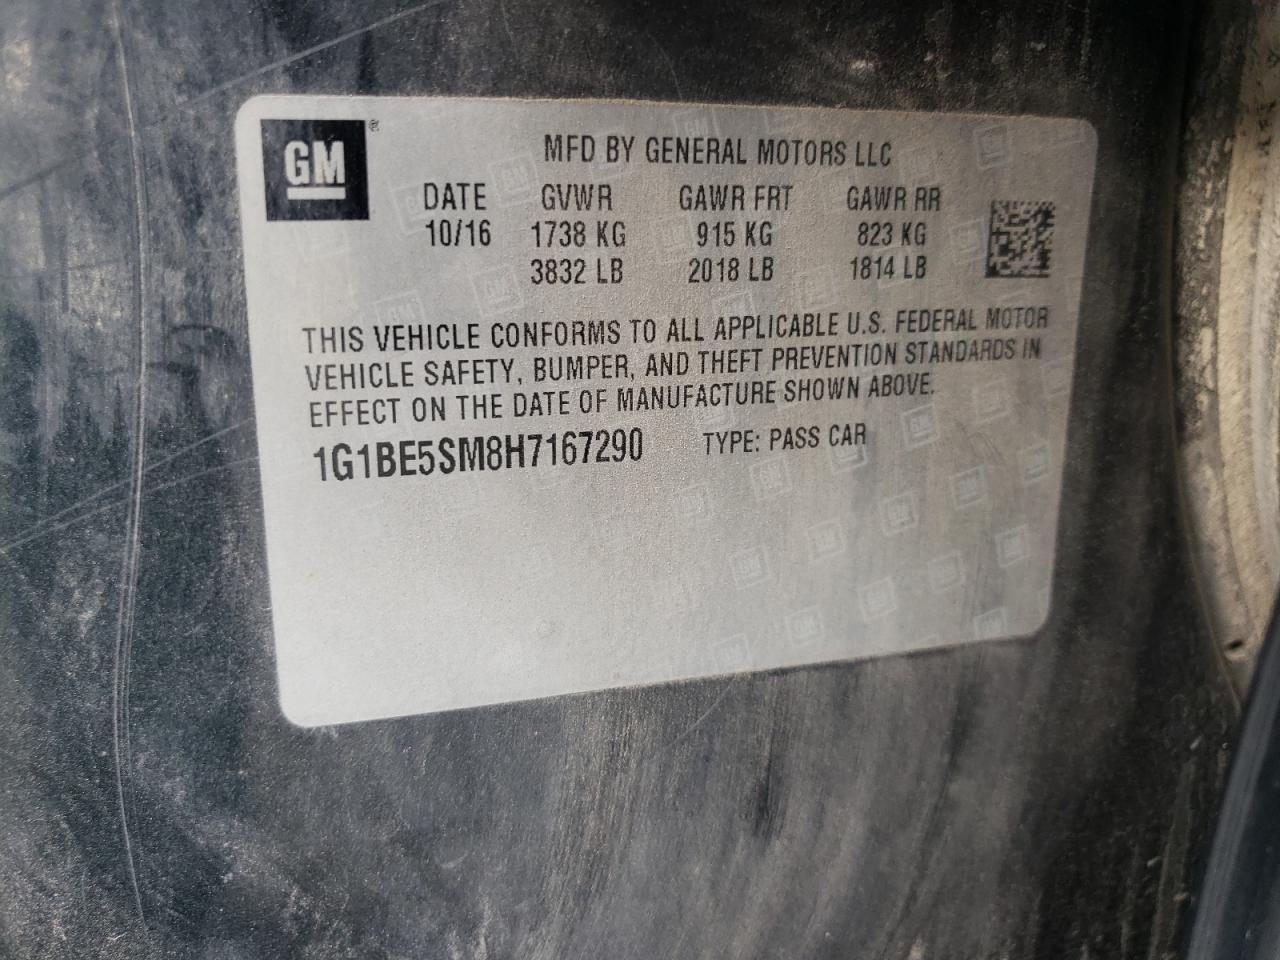 GM®
MFD BY GENERAL MOTORS LLC
DATE GVWR GAWR FRT GAWR RR
10/16 1738 KG 915 KG 823 KG
3832 LB 2018 LB 1814 LB
THIS VEHICLE CONFORMS TO ALL APPLICABLE U.S. FEDERAL MOTOR
VEHICLE SAFETY, BUMPER, AND THEFT PREVENTION STANDARDS IN
EFFECT ON THE DATE OF MANUFACTURE SHOWN ABOVE.
1G1BE5SM8H7167290 TYPE: PASS CAR